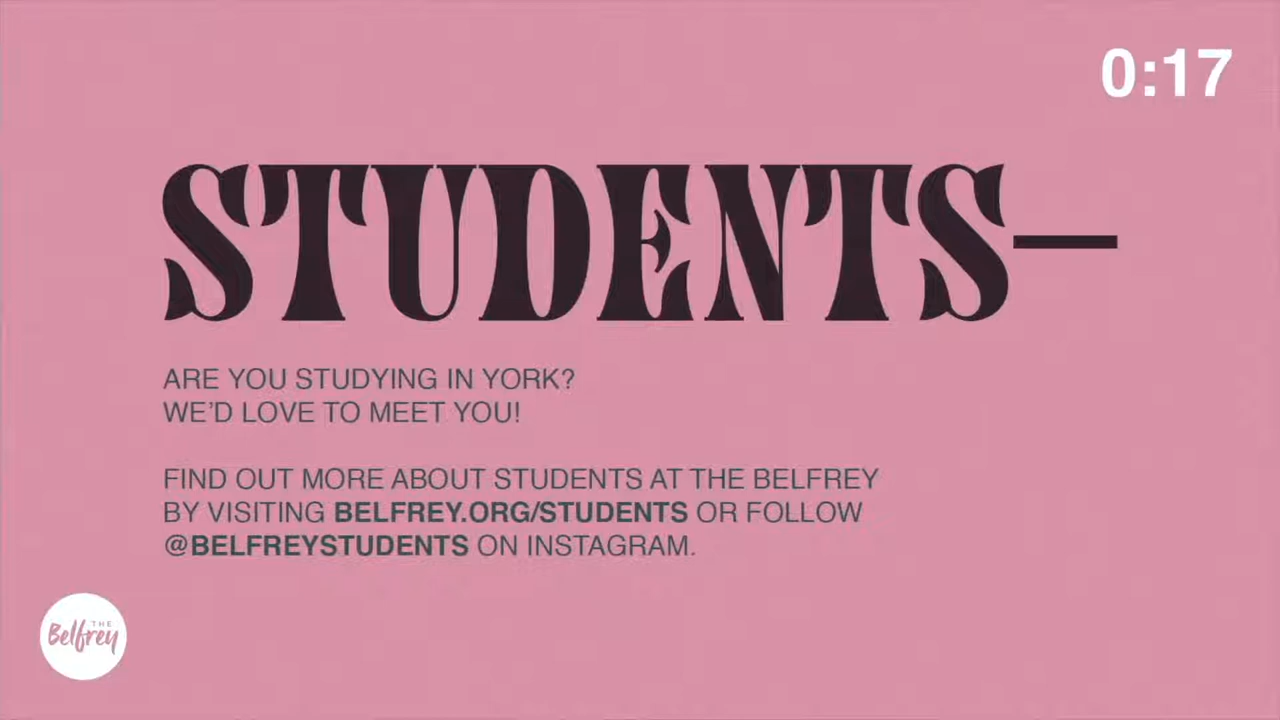 0:17
STUDENTS—
ARE YOU STUDYING IN YORK?
WE'D LOVE TO MEET YOU!
FIND OUT MORE ABOUT STUDENTS AT THE BELFREY
BY VISITING BELFREY.ORG/STUDENTS OR FOLLOW
@BELFREYSTUDENTS ON INSTAGRAM.
THE
Belfrey